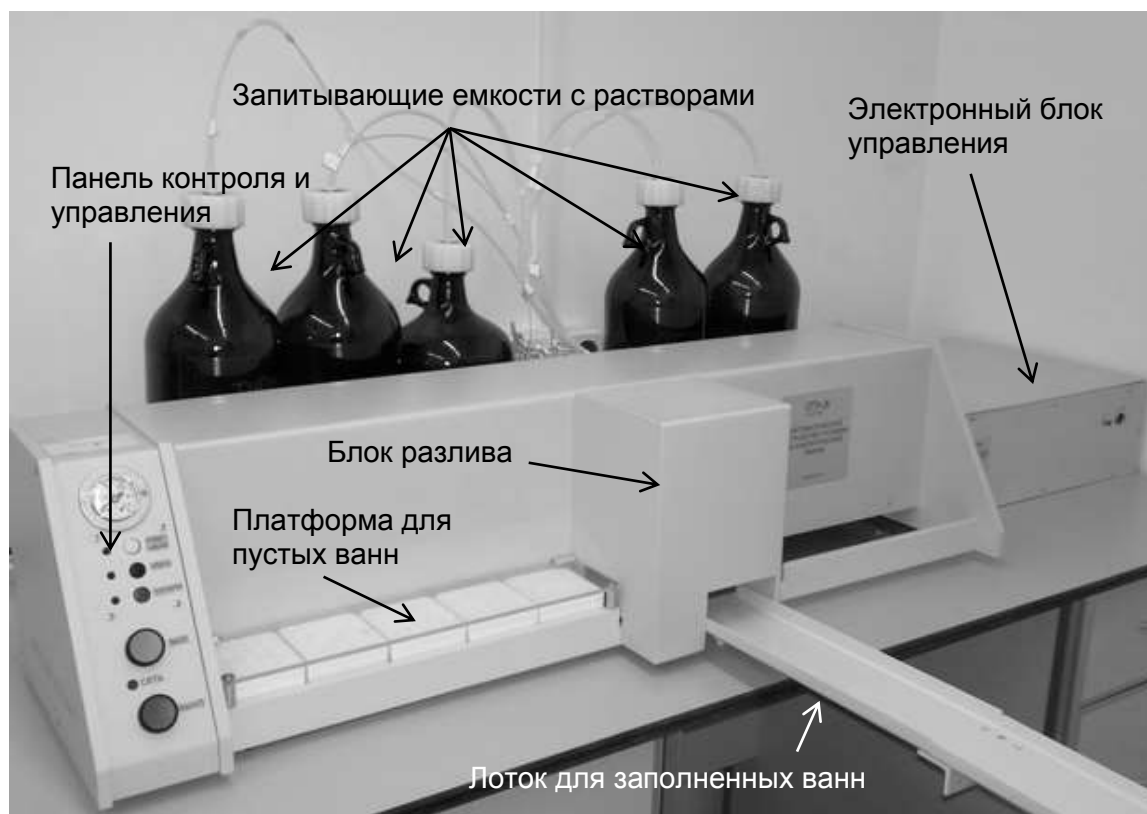 Запитывающие емкости с растворами
Электронный блок
управления
Панель контроля и
управления
Блок разлива
Платформа для
пустых ванн
СЕТЬ
Лоток для заполненных ванн